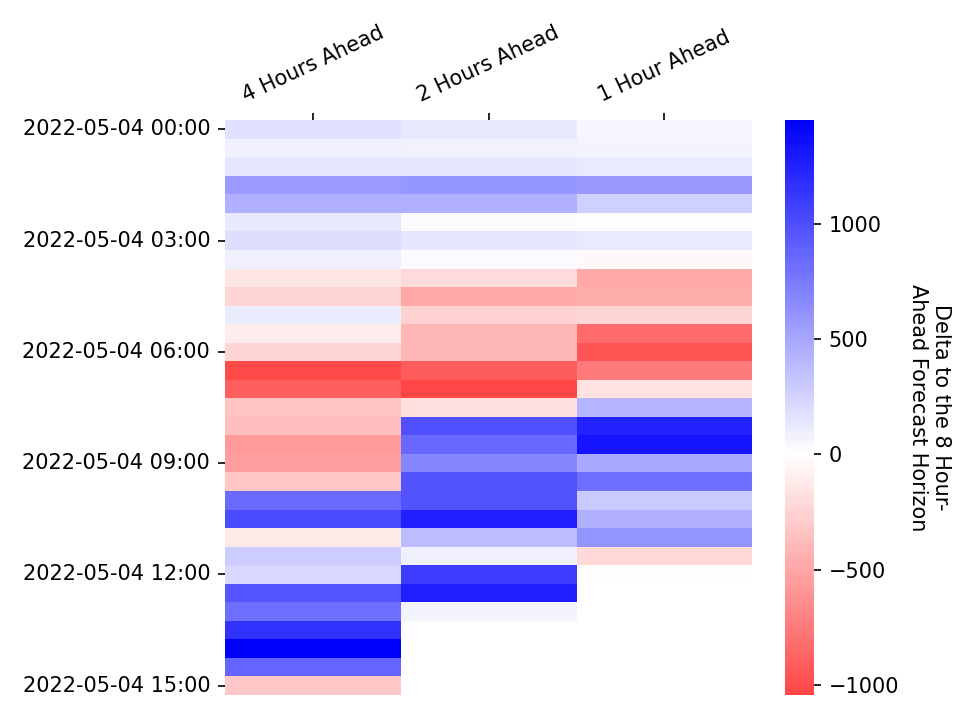 4 Hours Ahead
2 Hours Ahead
1 Hour Ahead
2022-05-04 00:00
2022-05-04 03:00
2022-05-04 06:00
2022-05-04 09:00
2022-05-04 12:00
2022-05-04 15:00
1000
500
0
−500
−1000
Delta to the 8 Hour-
Ahead Forecast Horizon